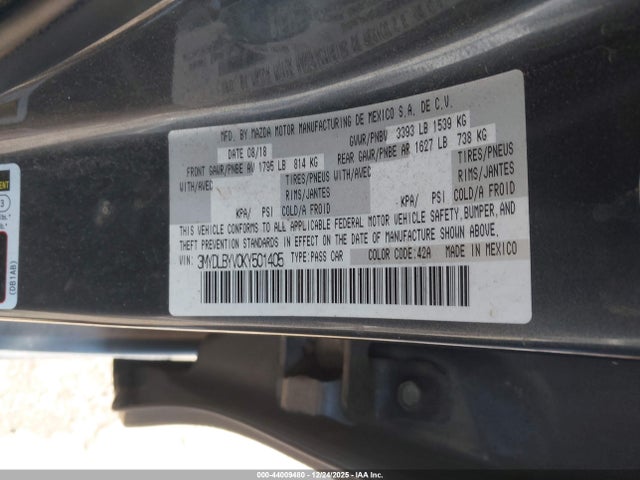 MFD. BY MAZDA MOTOR MANUFACTURING DE MEXICO S.A. DE C.V.
DATE 08/18 GVWR/PNBV 3393 LB 1539 KG
FRONT GAWR/PNBE AV 1795 LB 814 KG REAR GAWR/PNBE AR 1627 LB 738 KG
WITH/AVEC TIRES/PNEUS WITH/AVEC TIRES/PNEUS
RIMS/JANTES RIMS/JANTES
KPA/ PSI COLD/A FROID KPA/ PSI COLD/A FROID
THIS VEHICLE CONFORMS TO ALL APPLICABLE FEDERAL MOTOR VEHICLE SAFETY, BUMPER, AND
THEFT PREVENTION STANDARDS IN EFFECT ON THE DATE OF MANUFACTURE SHOWN ABOVE.
VIN: 3MYDLBYV0KY501405 TYPE: PASS CAR COLOR CODE: 42A MADE IN MEXICO
(DB1AB)
000-44009480 - 12/24/2025 - IAA Inc.